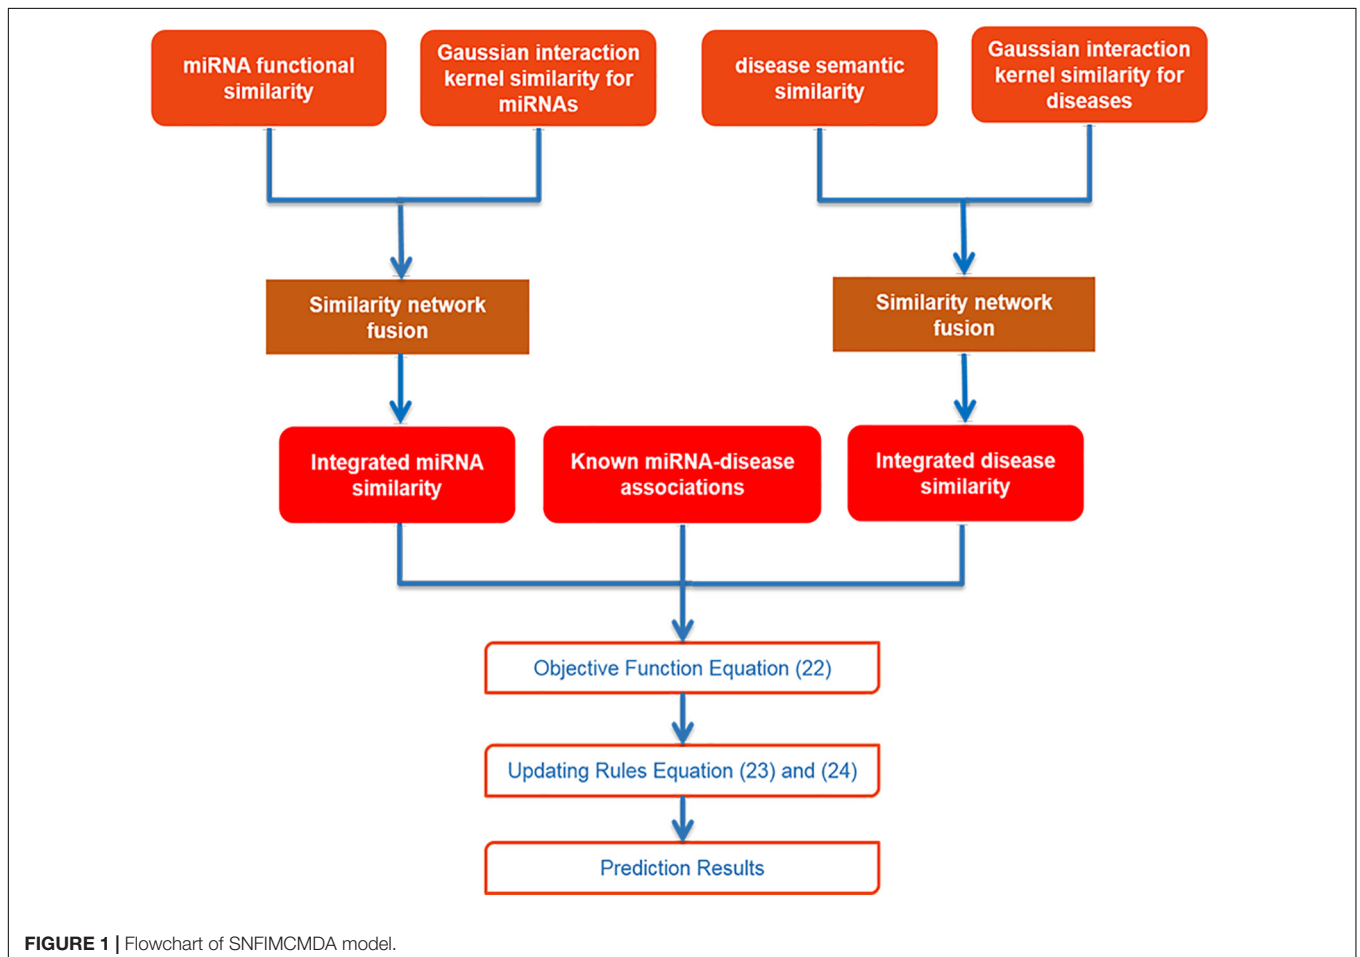 miRNA functional
similarity
Gaussian interaction
kernel similarity for
miRNAs
disease semantic
similarity
Gaussian interaction
kernel similarity for
diseases
Similarity network
fusion
Similarity network
fusion
Integrated miRNA
similarity
Known miRNA-disease
associations
Integrated disease
similarity
Objective Function Equation (22)
Updating Rules Equation (23) and (24)
Prediction Results
FIGURE 1 | Flowchart of SNFIMCMDA model.